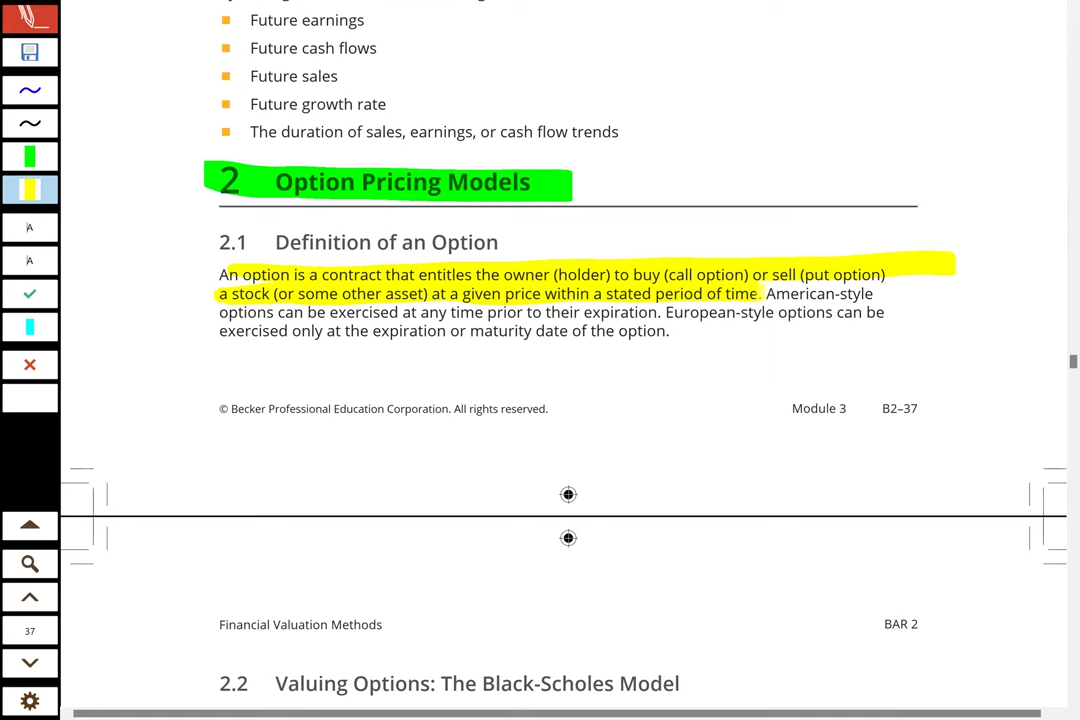 Future earnings
Future cash flows
Future sales
Future growth rate
The duration of sales, earnings, or cash flow trends
2 Option Pricing Models
2.1 Definition of an Option
An option is a contract that entitles the owner (holder) to buy (call option) or sell (put option)
a stock (or some other asset) at a given price within a stated period of time. American-style
options can be exercised at any time prior to their expiration. European-style options can be
exercised only at the expiration or maturity date of the option.
© Becker Professional Education Corporation. All rights reserved. Module 3 B2–37
A
A
37
Financial Valuation Methods BAR 2
2.2 Valuing Options: The Black-Scholes Model